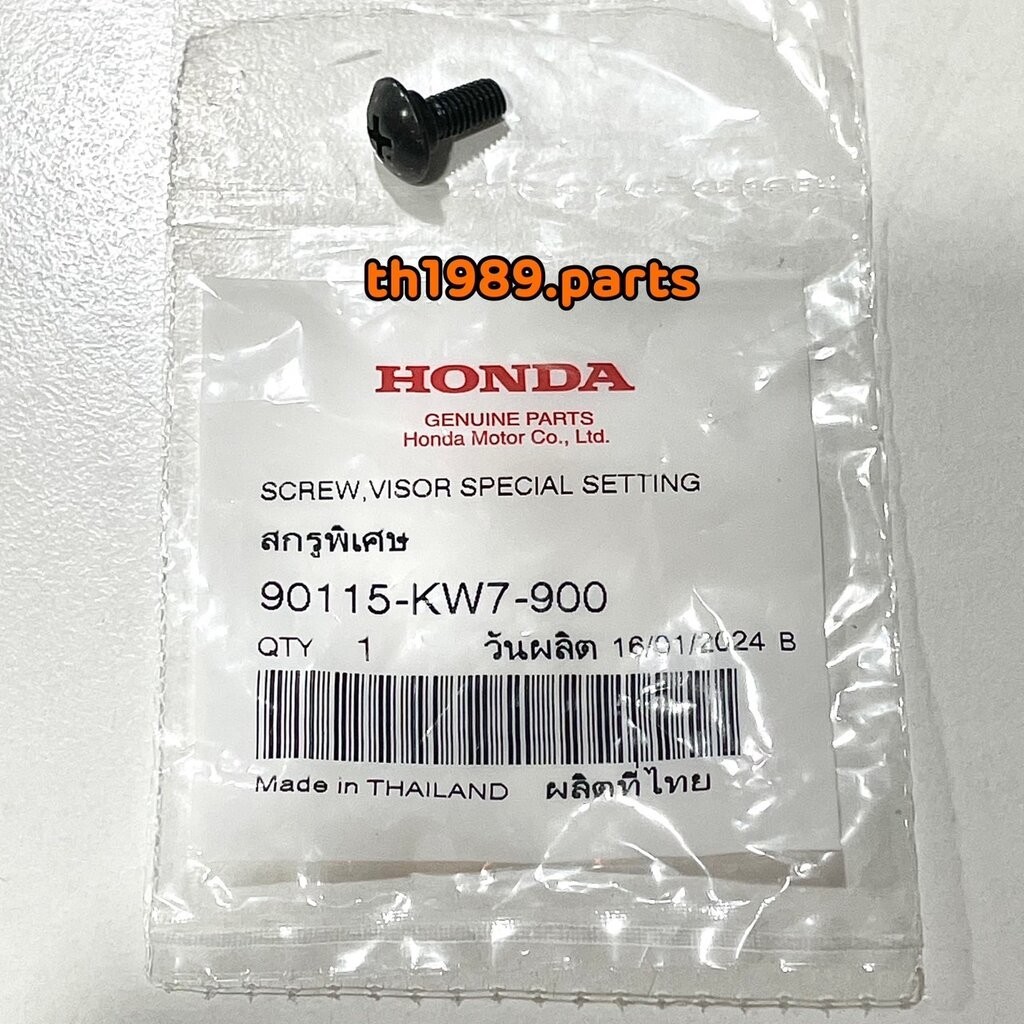 th1989.parts
HONDA
GENUINE PARTS
Honda Motor Co., Ltd.
SCREW,VISOR SPECIAL SETTING
สกรูพิเศษ
90115-KW7-900
QTY 1 วันผลิต 16/01/2024 B
Made in THAILAND ผลิตที่ไทย